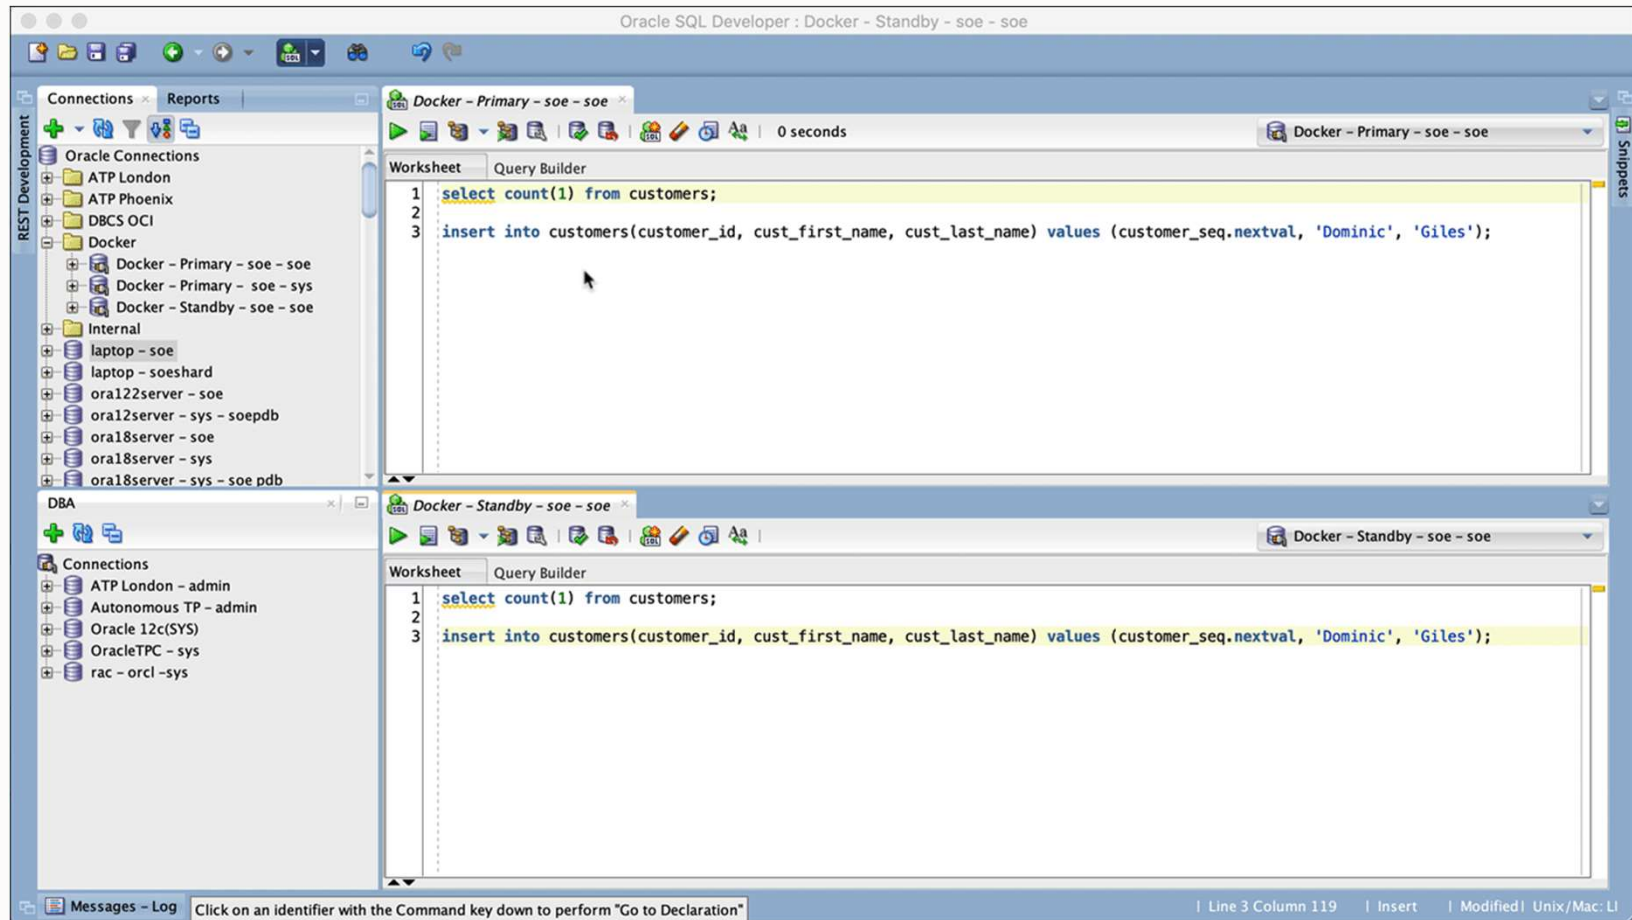 Oracle SQL Developer : Docker - Standby - soe - soe
Connections
Reports
REST Development
Oracle Connections
ATP London
ATP Phoenix
DBCS OCI
Docker
Docker - Primary - soe - soe
Docker - Primary - soe - sys
Docker - Standby - soe - soe
Internal
laptop - soe
laptop - soeshard
ora122server - soe
ora12server - sys - soepdb
ora18server - soe
ora18server - sys
ora18server - sys - soe pdb
DBA
Connections
ATP London - admin
Autonomous TP - admin
Oracle 12c(SYS)
OracleTPC - sys
rac - orcl -sys
Docker - Primary - soe - soe
0 seconds
Docker - Primary - soe - soe
Worksheet
Query Builder
1 select count(1) from customers;
2
3 insert into customers(customer_id, cust_first_name, cust_last_name) values (customer_seq.nextval, 'Dominic', 'Giles');
Docker - Standby - soe - soe
Docker - Standby - soe - soe
Worksheet
Query Builder
1 select count(1) from customers;
2
3 insert into customers(customer_id, cust_first_name, cust_last_name) values (customer_seq.nextval, 'Dominic', 'Giles');
Snippets
Messages - Log
Click on an identifier with the Command key down to perform "Go to Declaration"
| Line 3 Column 119 | Insert | Modified| Unix/Mac: LI